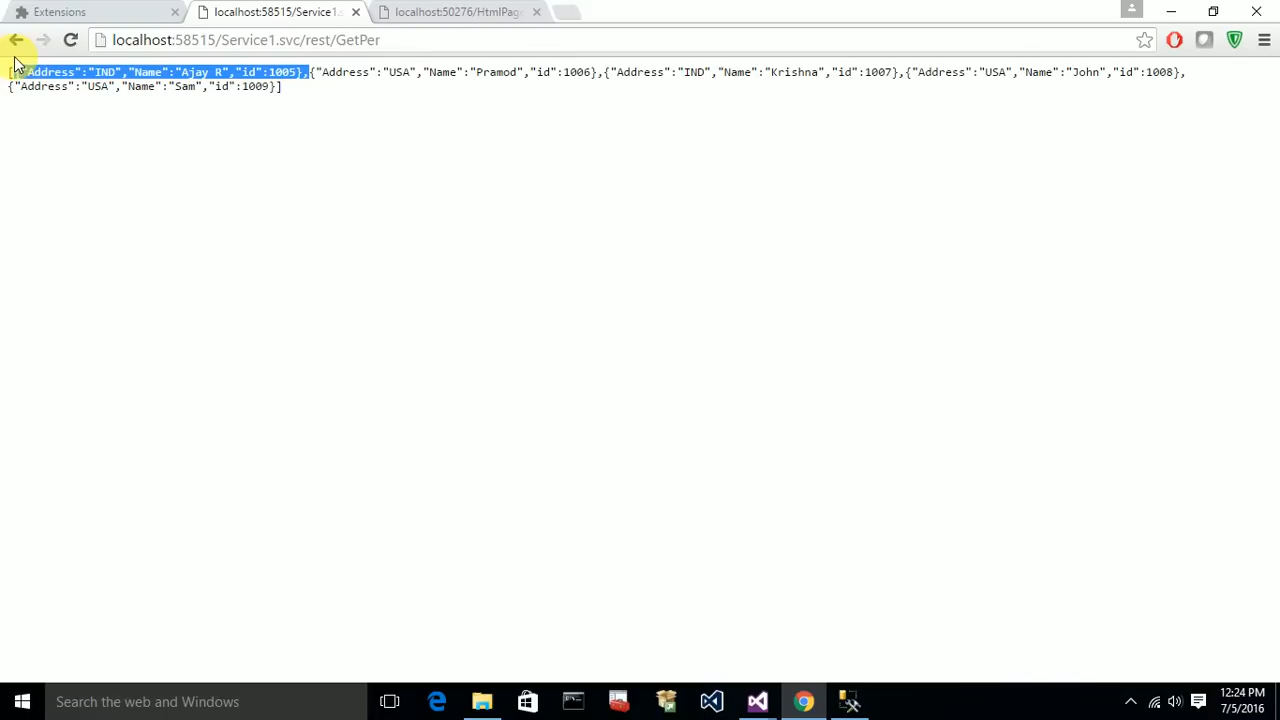 Extensions
localhost:58515/Service1.s
localhost:50276/HtmlPag
localhost:58515/Service1.svc/rest/GetPer
[{"Address":"IND","Name":"Ajay R","id":1005},{"Address":"USA","Name":"Pramod","id":1006},{"Address":"IND","Name":"Krishna","id":1007},{"Address":"USA","Name":"John","id":1008},
{"Address":"USA","Name":"Sam","id":1009}]
Search the web and Windows
12:24 PM
7/5/2016